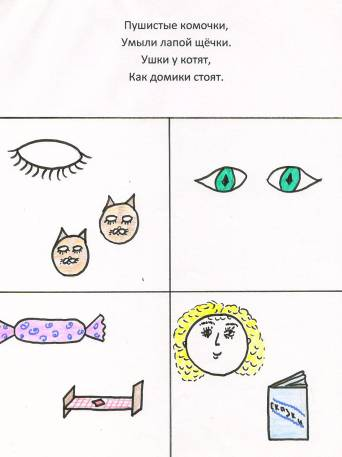 Пушистые комочки,
Умыли лапой щёчки.
Ушки у котят,
Как домики стоят.
СКАЗКИ